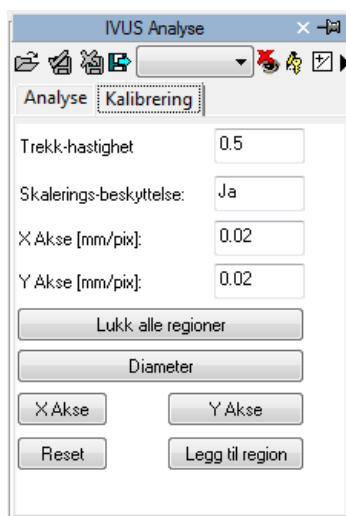 IVUS Analyse
Analyse Kalibrering
Trekk-hastighet 0.5
Skalerings-beskyttelse: Ja
X Akse [mm/pix]: 0.02
Y Akse [mm/pix]: 0.02
Lukk alle regioner
Diameter
X Akse Y Akse
Reset Legg til region